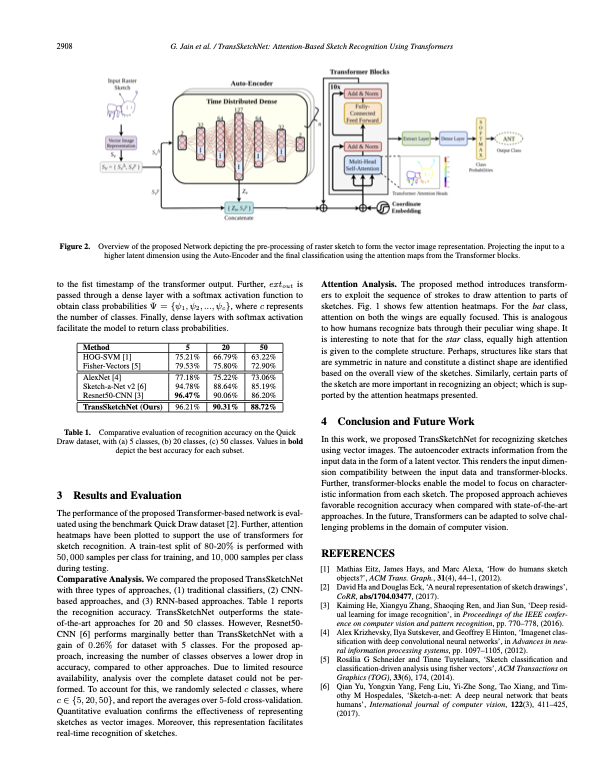 2908
G. Jain et al. / TransSketchNet: Attention-Based Sketch Recognition Using Transformers
Input Raster
Sketch
Vector Image
Representation
Auto-Encoder
Time Distributed Dense
127
64
64
32
32
2
2
Concatenate
Transformer Blocks
10x
Add & Norm
Fully-
Connected
Feed Forward
Add & Norm
Multi-Head
Self-Attention
Coordinate
Embedding
Transformer Attention Heads
Extract Layer
Dense Layer
S
O
F
T
M
A
X
Class
Probabilities
ANT
Output Class
Figure 2. Overview of the proposed Network depicting the pre-processing of raster sketch to form the vector image representation. Projecting the input to a
higher latent dimension using the Auto-Encoder and the final classification using the attention maps from the Transformer blocks.
to the fist timestamp of the transformer output. Further, ext_out is
passed through a dense layer with a softmax activation function to
obtain class probabilities Ψ = {ψ1, ψ2, ..., ψc}, where c represents
the number of classes. Finally, dense layers with softmax activation
facilitate the model to return class probabilities.
Method 5 20 50
HOG-SVM [1] 75.21% 66.79% 63.22%
Fisher-Vectors [5] 79.53% 75.80% 72.90%
AlexNet [4] 77.18% 75.22% 73.06%
Sketch-a-Net v2 [6] 94.78% 88.64% 85.19%
Resnet50-CNN [3] 96.47% 90.06% 86.20%
TransSketchNet (Ours) 96.21% 90.31% 88.72%
Table 1. Comparative evaluation of recognition accuracy on the Quick
Draw dataset, with (a) 5 classes, (b) 20 classes, (c) 50 classes. Values in bold
depict the best accuracy for each subset.
3 Results and Evaluation
The performance of the proposed Transformer-based network is eval-
uated using the benchmark Quick Draw dataset [2]. Further, attention
heatmaps have been plotted to support the use of transformers for
sketch recognition. A train-test split of 80-20% is performed with
50, 000 samples per class for training, and 10, 000 samples per class
during testing.
Comparative Analysis. We compared the proposed TransSketchNet
with three types of approaches, (1) traditional classifiers, (2) CNN-
based approaches, and (3) RNN-based approaches. Table 1 reports
the recognition accuracy. TransSketchNet outperforms the state-
of-the-art approaches for 20 and 50 classes. However, Resnet50-
CNN [6] performs marginally better than TransSketchNet with a
gain of 0.26% for dataset with 5 classes. For the proposed ap-
proach, increasing the number of classes observes a lower drop in
accuracy, compared to other approaches. Due to limited resource
availability, analysis over the complete dataset could not be per-
formed. To account for this, we randomly selected c classes, where
c ∈ {5, 20, 50}, and report the averages over 5-fold cross-validation.
Quantitative evaluation confirms the effectiveness of representing
sketches as vector images. Moreover, this representation facilitates
real-time recognition of sketches.
Attention Analysis. The proposed method introduces transform-
ers to exploit the sequence of strokes to draw attention to parts of
sketches. Fig. 1 shows few attention heatmaps. For the bat class,
attention on both the wings are equally focused. This is analogous
to how humans recognize bats through their peculiar wing shape. It
is interesting to note that for the star class, equally high attention
is given to the complete structure. Perhaps, structures like stars that
are symmetric in nature and constitute a distinct shape are identified
based on the overall view of the sketches. Similarly, certain parts of
the sketch are more important in recognizing an object; which is sup-
ported by the attention heatmaps presented.
4 Conclusion and Future Work
In this work, we proposed TransSketchNet for recognizing sketches
using vector images. The autoencoder extracts information from the
input data in the form of a latent vector. This renders the input dimen-
sion compatibility between the input data and transformer-blocks.
Further, transformer-blocks enable the model to focus on character-
istic information from each sketch. The proposed approach achieves
favorable recognition accuracy when compared with state-of-the-art
approaches. In the future, Transformers can be adapted to solve chal-
lenging problems in the domain of computer vision.
REFERENCES
[1] Mathias Eitz, James Hays, and Marc Alexa, ‘How do humans sketch
objects?’, ACM Trans. Graph., 31(4), 44–1, (2012).
[2] David Ha and Douglas Eck, ‘A neural representation of sketch drawings’,
CoRR, abs/1704.03477, (2017).
[3] Kaiming He, Xiangyu Zhang, Shaoqing Ren, and Jian Sun, ‘Deep resid-
ual learning for image recognition’, in Proceedings of the IEEE confer-
ence on computer vision and pattern recognition, pp. 770–778, (2016).
[4] Alex Krizhevsky, Ilya Sutskever, and Geoffrey E Hinton, ‘Imagenet clas-
sification with deep convolutional neural networks’, in Advances in neu-
ral information processing systems, pp. 1097–1105, (2012).
[5] Rosália G Schneider and Tinne Tuytelaars, ‘Sketch classification and
classification-driven analysis using fisher vectors’, ACM Transactions on
Graphics (TOG), 33(6), 174, (2014).
[6] Qian Yu, Yongxin Yang, Feng Liu, Yi-Zhe Song, Tao Xiang, and Tim-
othy M Hospedales, ‘Sketch-a-net: A deep neural network that beats
humans’, International journal of computer vision, 122(3), 411–425,
(2017).